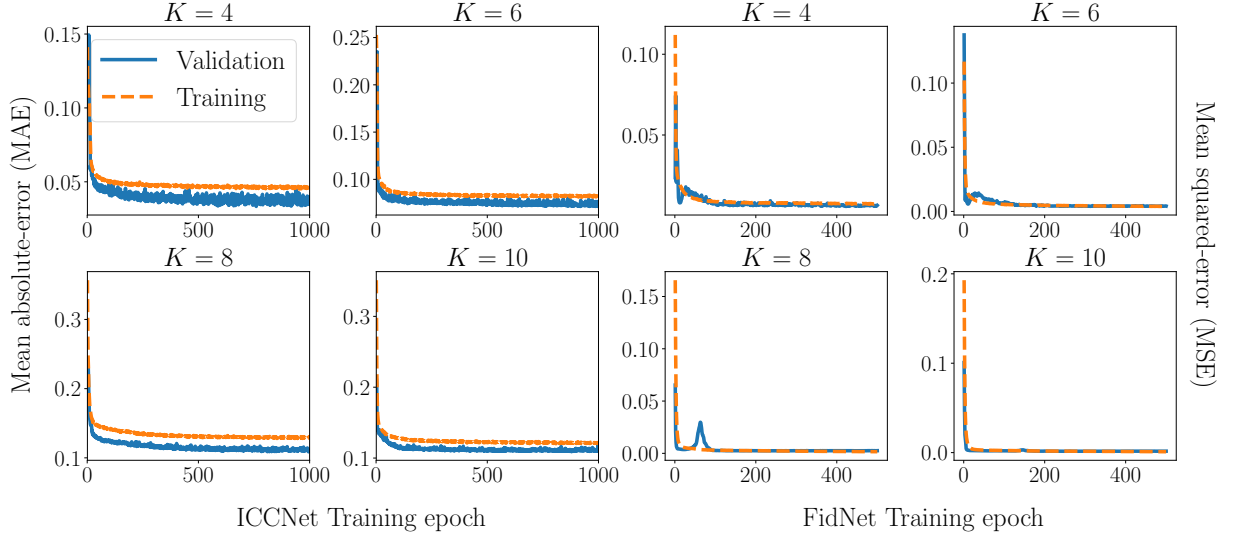 K = 4
K = 6
K = 4
K = 6
Mean absolute-error (MAE)
0.15
0.10
0.05
Validation
Training
0 500 1000
0.25
0.20
0.15
0.10
0 500 1000
0.10
0.05
0 200 400
0.10
0.05
0.00
0 200 400
Mean squared-error (MSE)
K = 8
K = 10
K = 8
K = 10
0.3
0.2
0.1
0 500 1000
0.3
0.2
0.1
0 500 1000
0.15
0.10
0.05
0.00
0 200 400
0.2
0.1
0.0
0 200 400
ICCNet Training epoch
FidNet Training epoch